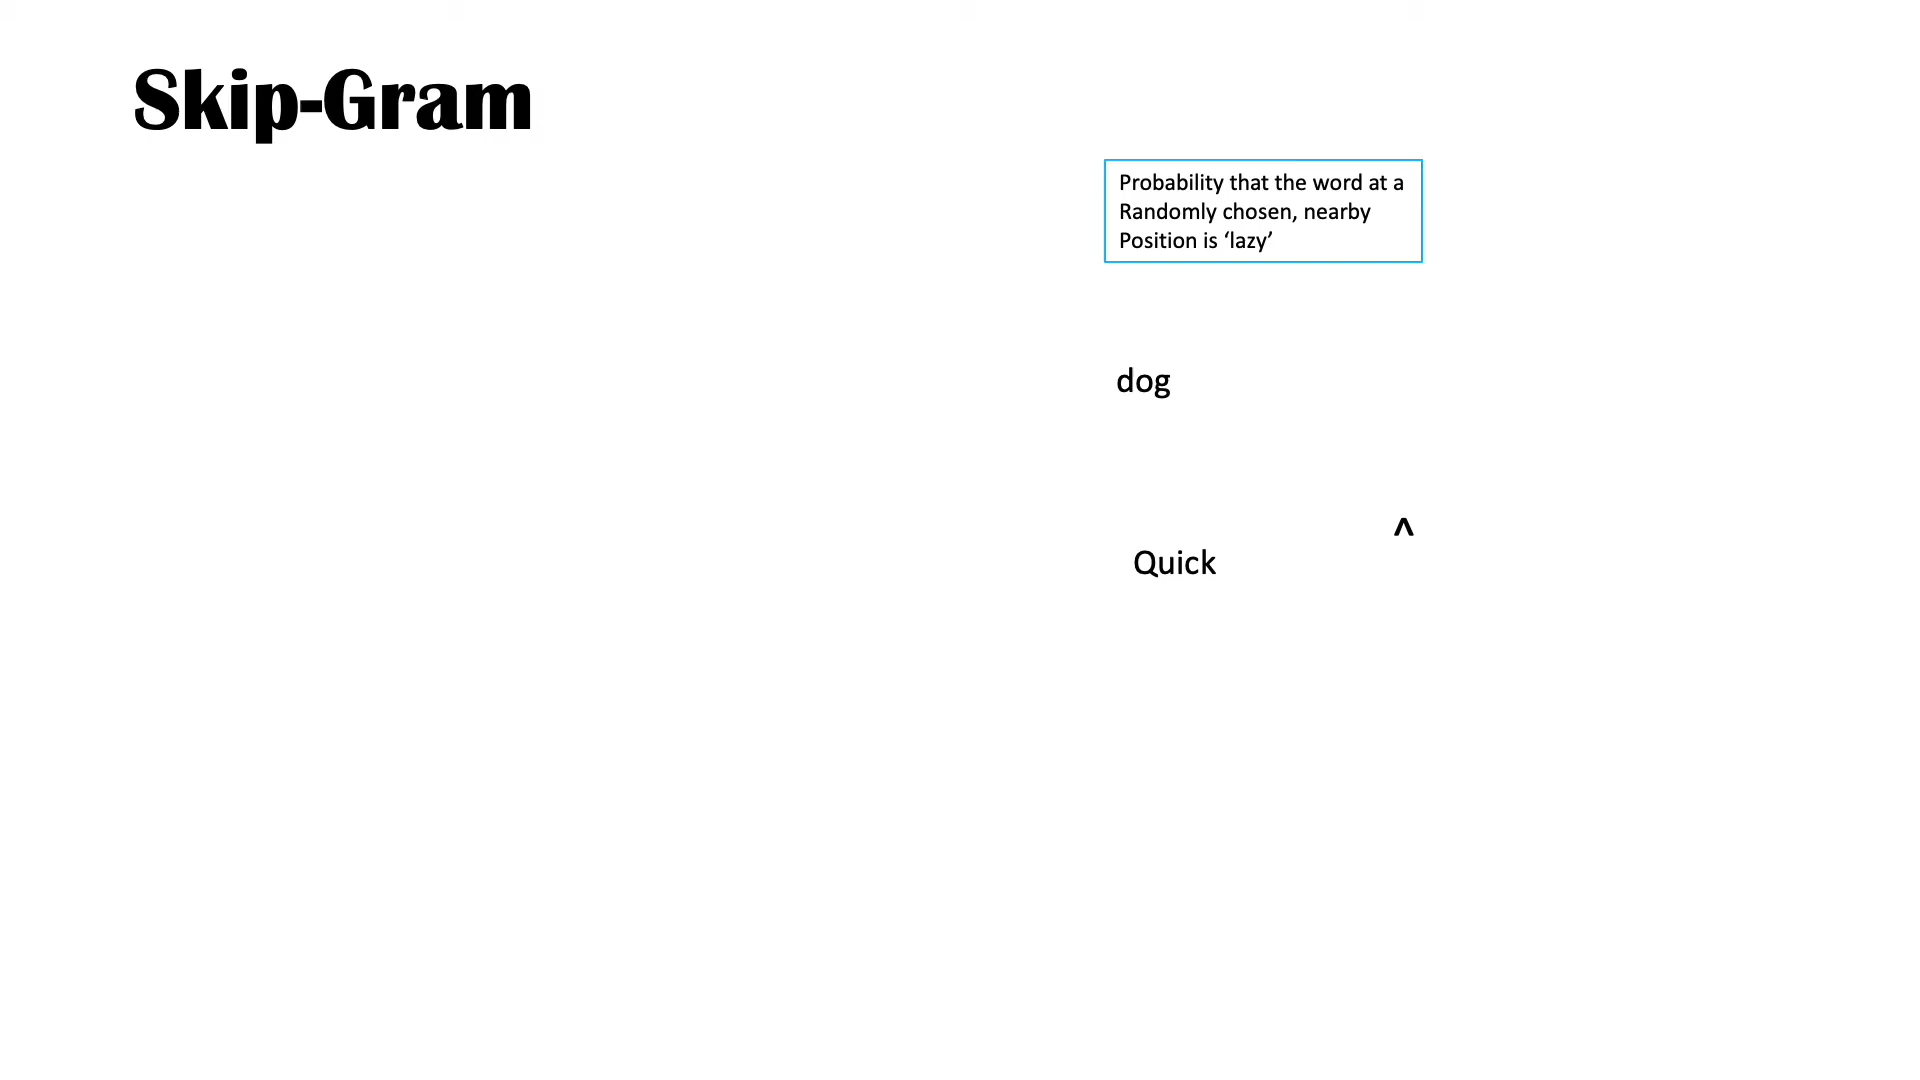 Skip-Gram
Probability that the word at a
Randomly chosen, nearby
Position is ‘lazy’
dog
^
Quick